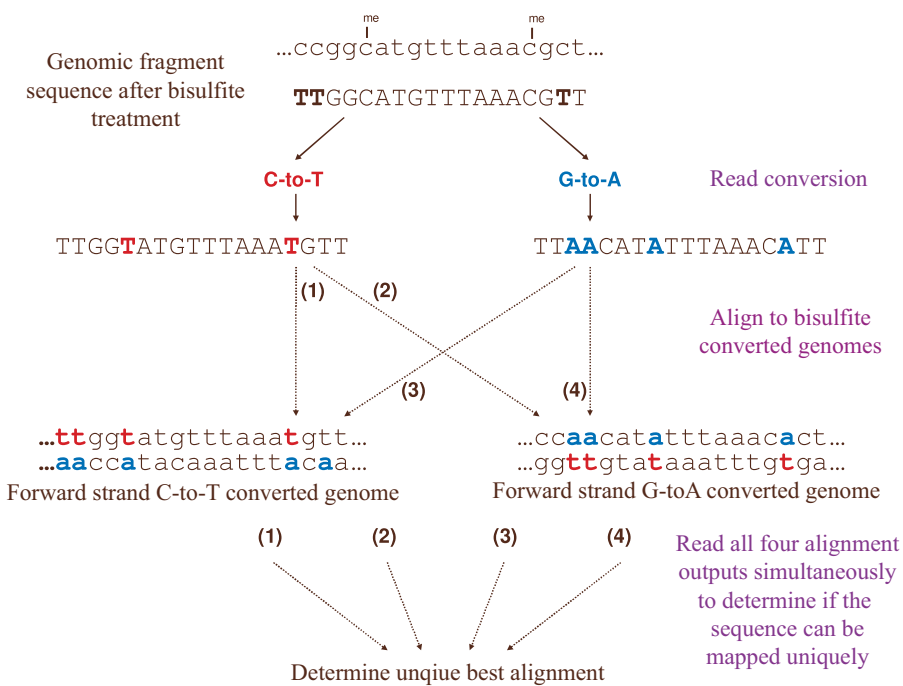 me me
...ccggcatgtttaaacgct...
Genomic fragment
sequence after bisulfite
treatment
TTGGCATGTTTAAACGTT
C-to-T
G-to-A
Read conversion
TTGGTATGTTTAAATGTT
TTAACATATTTAAACATT
(1)
(2)
Align to bisulfite
converted genomes
(3)
(4)
...ttggtatgtttaaatgtt...
...aaccatacaaatttacaa...
Forward strand C-to-T converted genome
...ccaacatatttaaacact...
...ggttgtataaatttgtga...
Forward strand G-toA converted genome
(1)
(2)
(3)
(4)
Read all four alignment
outputs simultaneously
to determine if the
sequence can be
mapped uniquely
Determine unqiue best alignment